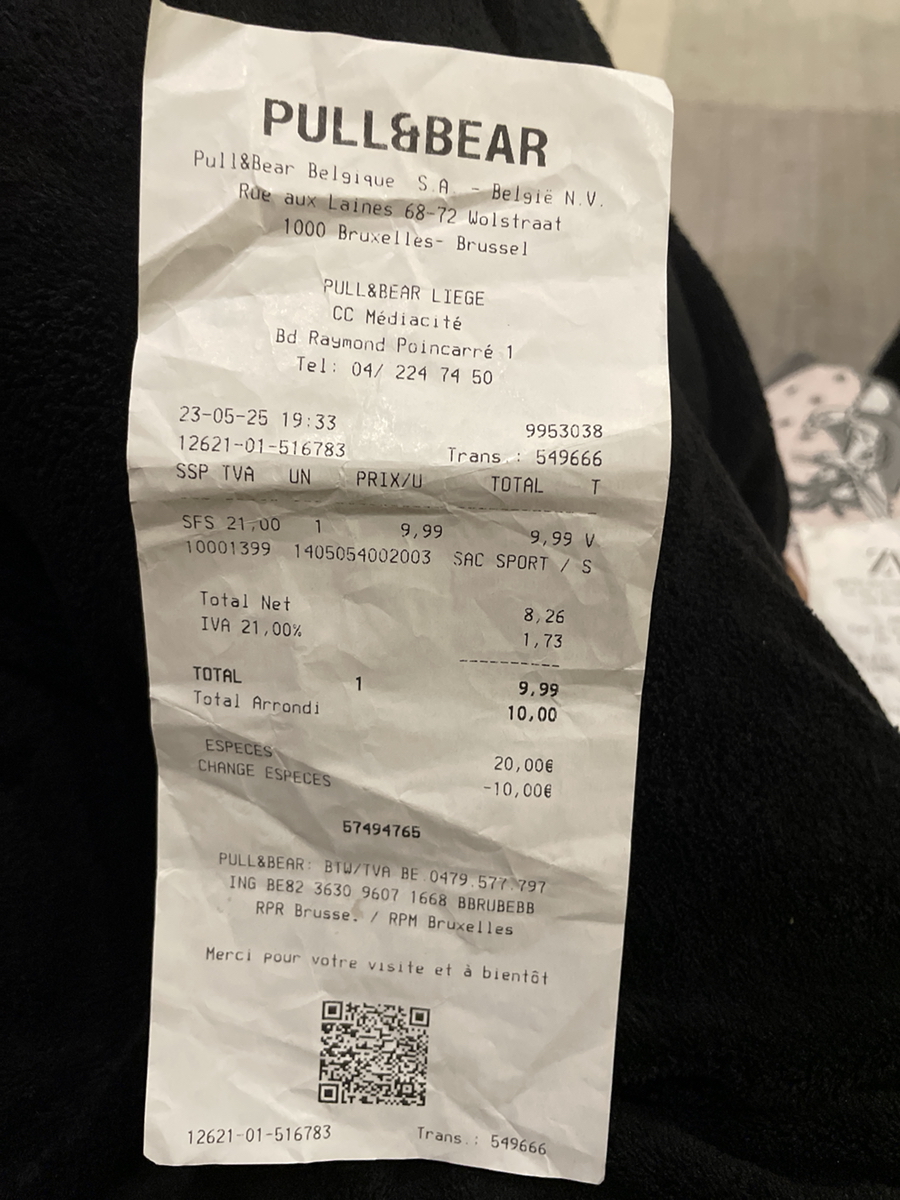 PULL&BEAR
Pull&Bear Belgique S.A. - België N.V.
Rue aux Laines 68-72 Wolstraat
1000 Bruxelles- Brussel
PULL&BEAR LIEGE
CC Médiacité
Bd Raymond Poincarré 1
Tel: 04/ 224 74 50
23-05-25 19:33 9953038
12621-01-516783 Trans.: 549666
SSP TVA UN PRIX/U TOTAL T
SFS 21,00 1 9,99 9,99 V
10001399 1405054002003 SAC SPORT / S
Total Net 8,26
IVA 21,00% 1,73
TOTAL 1 9,99
Total Arrondi 10,00
ESPECES 20,00€
CHANGE ESPECES -10,00€
57494765
PULL&BEAR: BTW/TVA BE 0479.577.797
ING BE82 3630 9607 1668 BBRUBEBB
RPR Brusse. / RPM Bruxelles
Merci pour votre visite et à bientôt
12621-01-516783 Trans.: 549666